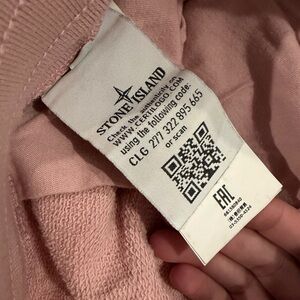 STONE ISLAND
Check the authenticity on
WWW.CERTILOGO.COM
using the following code:
CLG 277 322 895 665
or scan
EAC